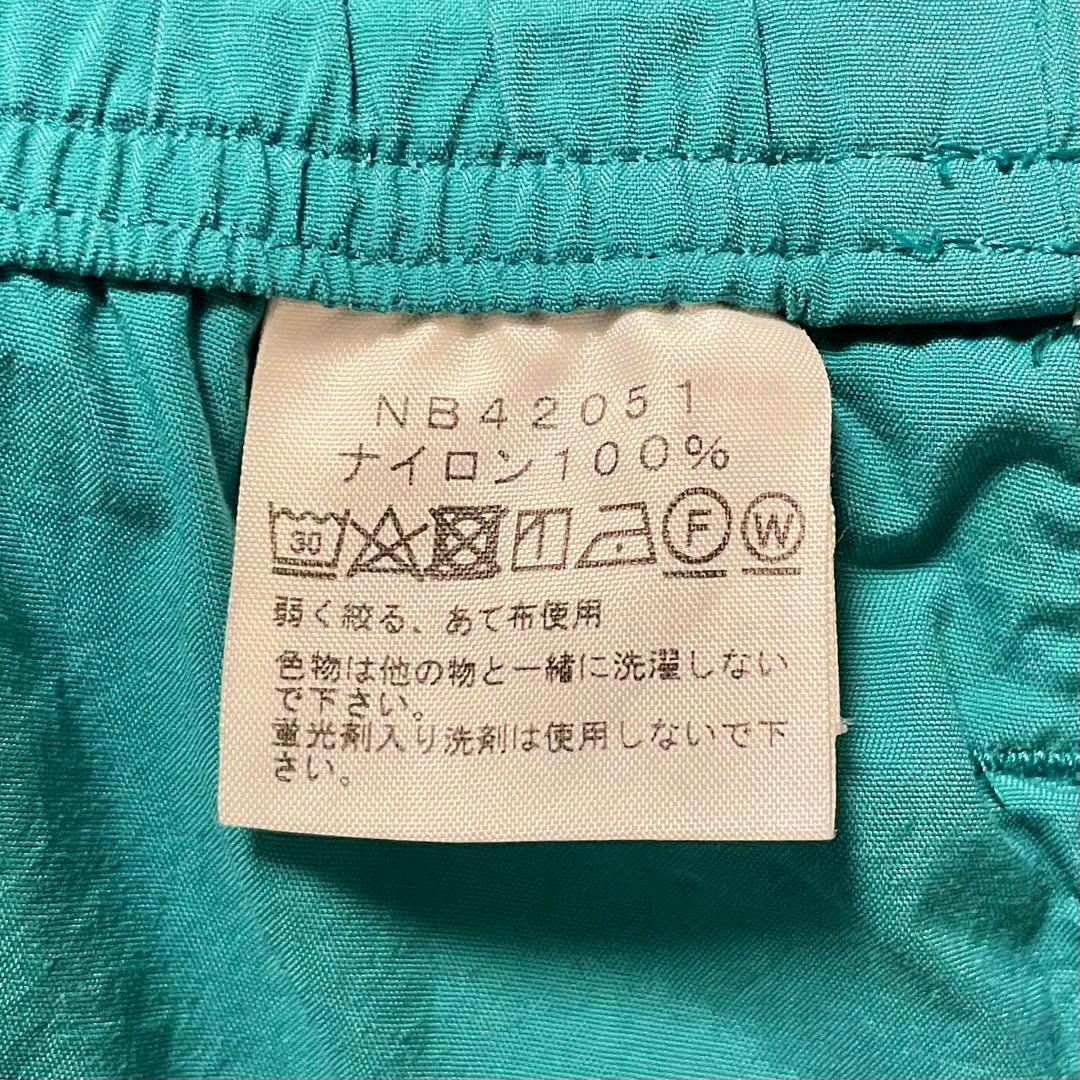 NB42051
ナイロン100%
30 F W
弱く絞る、あて布使用
色物は他の物と一緒に洗濯しない
で下さい。
蛍光剤入り洗剤は使用しないで下
さい。